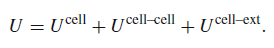 U = U^cell + U^cell–cell + U^cell–ext.